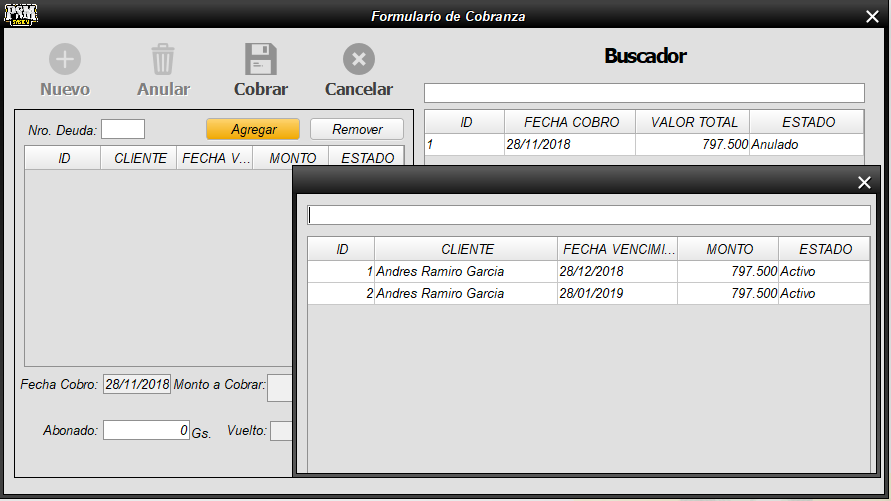 PSM
Formulario de Cobranza
Nuevo Anular Cobrar Cancelar
Buscador
Nro. Deuda: Agregar Remover
ID CLIENTE FECHA V... MONTO ESTADO
ID FECHA COBRO VALOR TOTAL ESTADO
1 28/11/2018 797.500 Anulado
ID CLIENTE FECHA VENCIMI... MONTO ESTADO
1 Andres Ramiro Garcia 28/12/2018 797.500 Activo
2 Andres Ramiro Garcia 28/01/2019 797.500 Activo
Fecha Cobro: 28/11/2018 Monto a Cobrar:
Abonado: 0 Gs. Vuelto: